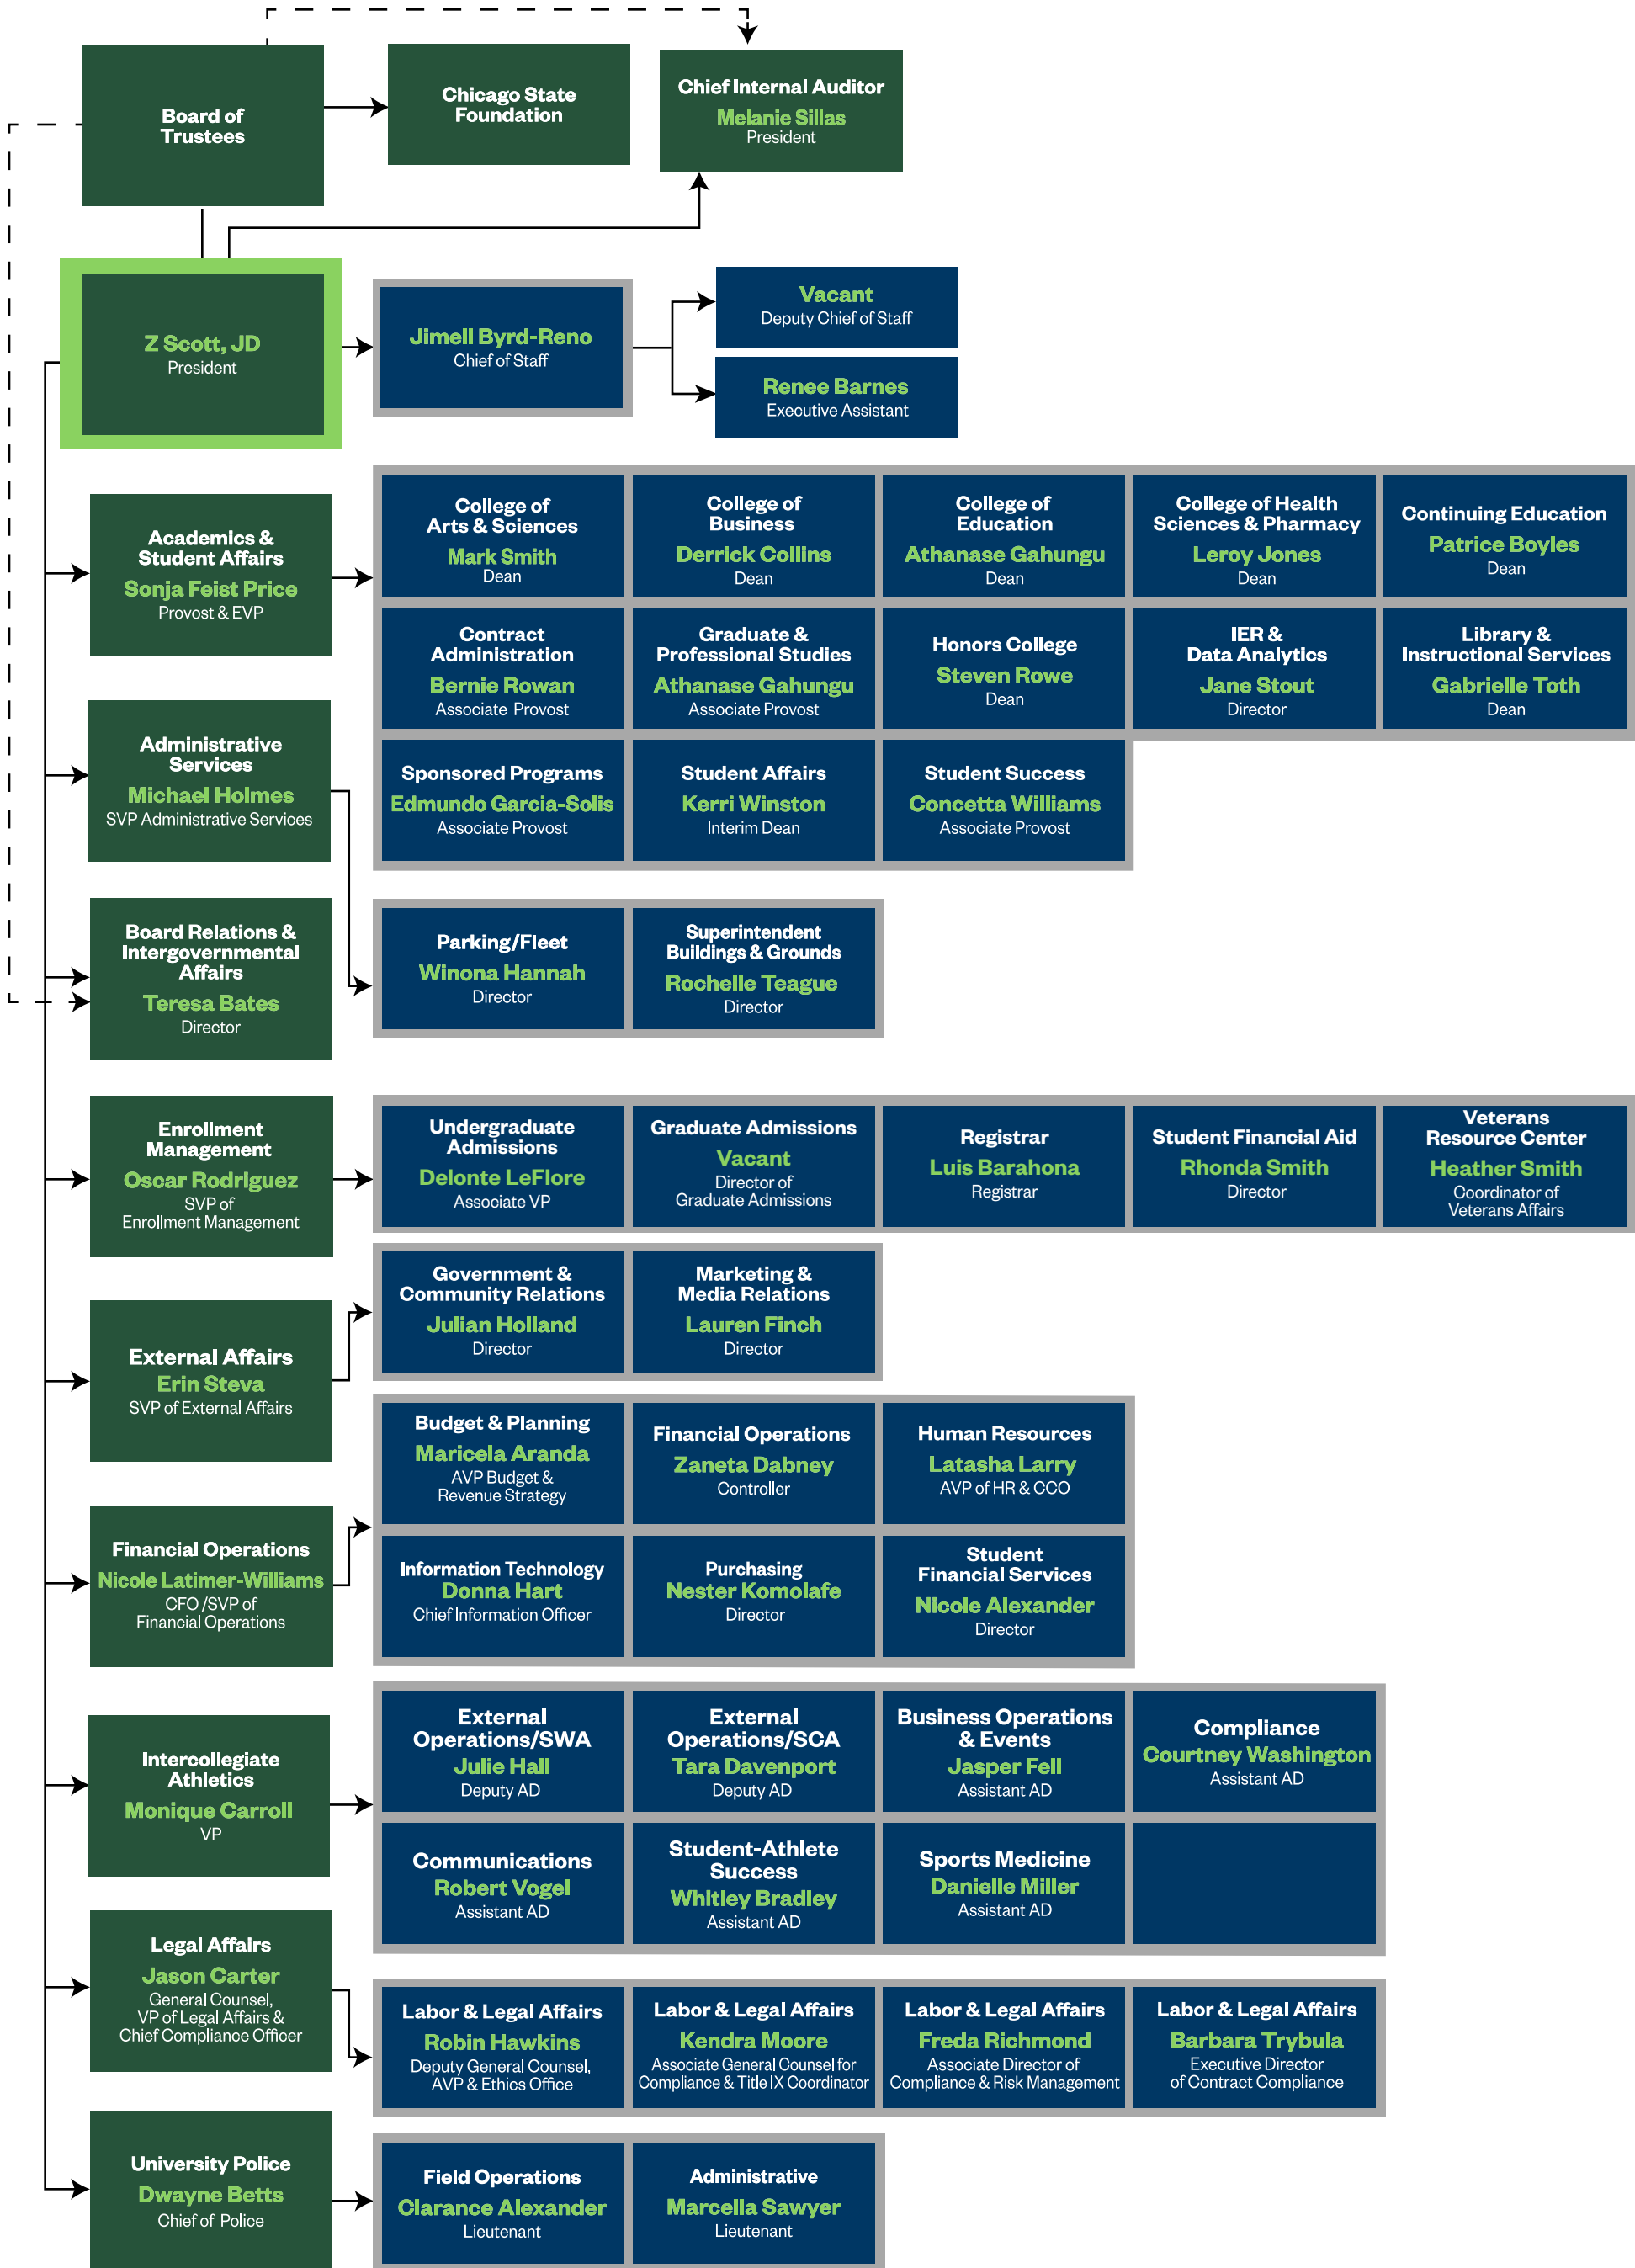 Board of
Trustees
Chicago State
Foundation
Chief Internal Auditor
Melanie Sillas
President
Z Scott, JD
President
Jimell Byrd-Reno
Chief of Staff
Vacant
Deputy Chief of Staff
Renee Barnes
Executive Assistant
Academics &
Student Affairs
Sonja Feist Price
Provost & EVP
College of
Arts & Sciences
Mark Smith
Dean
College of
Business
Derrick Collins
Dean
College of
Education
Athanase Gahungu
Dean
College of Health
Sciences & Pharmacy
Leroy Jones
Dean
Continuing Education
Patrice Boyles
Dean
Contract
Administration
Bernie Rowan
Associate Provost
Graduate &
Professional Studies
Athanase Gahungu
Associate Provost
Honors College
Steven Rowe
Dean
IER &
Data Analytics
Jane Stout
Director
Library &
Instructional Services
Gabrielle Toth
Dean
Sponsored Programs
Edmundo Garcia-Solis
Associate Provost
Student Affairs
Kerri Winston
Interim Dean
Student Success
Concetta Williams
Associate Provost
Administrative
Services
Michael Holmes
SVP Administrative Services
Parking/Fleet
Winona Hannah
Director
Superintendent
Buildings & Grounds
Rochelle Teague
Director
Board Relations &
Intergovernmental
Affairs
Teresa Bates
Director
Enrollment
Management
Oscar Rodriguez
SVP of
Enrollment Management
Undergraduate
Admissions
Delonte LeFlore
Associate VP
Graduate Admissions
Vacant
Director of
Graduate Admissions
Registrar
Luis Barahona
Registrar
Student Financial Aid
Rhonda Smith
Director
Veterans
Resource Center
Heather Smith
Coordinator of
Veterans Affairs
External Affairs
Erin Steva
SVP of External Affairs
Government &
Community Relations
Julian Holland
Director
Marketing &
Media Relations
Lauren Finch
Director
Financial Operations
Nicole Latimer-Williams
CFO /SVP of
Financial Operations
Budget & Planning
Maricela Aranda
AVP Budget &
Revenue Strategy
Financial Operations
Zaneta Dabney
Controller
Human Resources
Latasha Larry
AVP of HR & CCO
Information Technology
Donna Hart
Chief Information Officer
Purchasing
Nester Komolafe
Director
Student
Financial Services
Nicole Alexander
Director
Intercollegiate
Athletics
Monique Carroll
VP
External
Operations/SWA
Julie Hall
Deputy AD
External
Operations/SCA
Tara Davenport
Deputy AD
Business Operations
& Events
Jasper Fell
Assistant AD
Compliance
Courtney Washington
Assistant AD
Communications
Robert Vogel
Assistant AD
Student-Athlete
Success
Whitley Bradley
Assistant AD
Sports Medicine
Danielle Miller
Assistant AD
Legal Affairs
Jason Carter
General Counsel,
VP of Legal Affairs &
Chief Compliance Officer
Labor & Legal Affairs
Robin Hawkins
Deputy General Counsel,
AVP & Ethics Office
Labor & Legal Affairs
Kendra Moore
Associate General Counsel for
Compliance & Title IX Coordinator
Labor & Legal Affairs
Freda Richmond
Associate Director of
Compliance & Risk Management
Labor & Legal Affairs
Barbara Trybula
Executive Director
of Contract Compliance
University Police
Dwayne Betts
Chief of Police
Field Operations
Clarance Alexander
Lieutenant
Administrative
Marcella Sawyer
Lieutenant